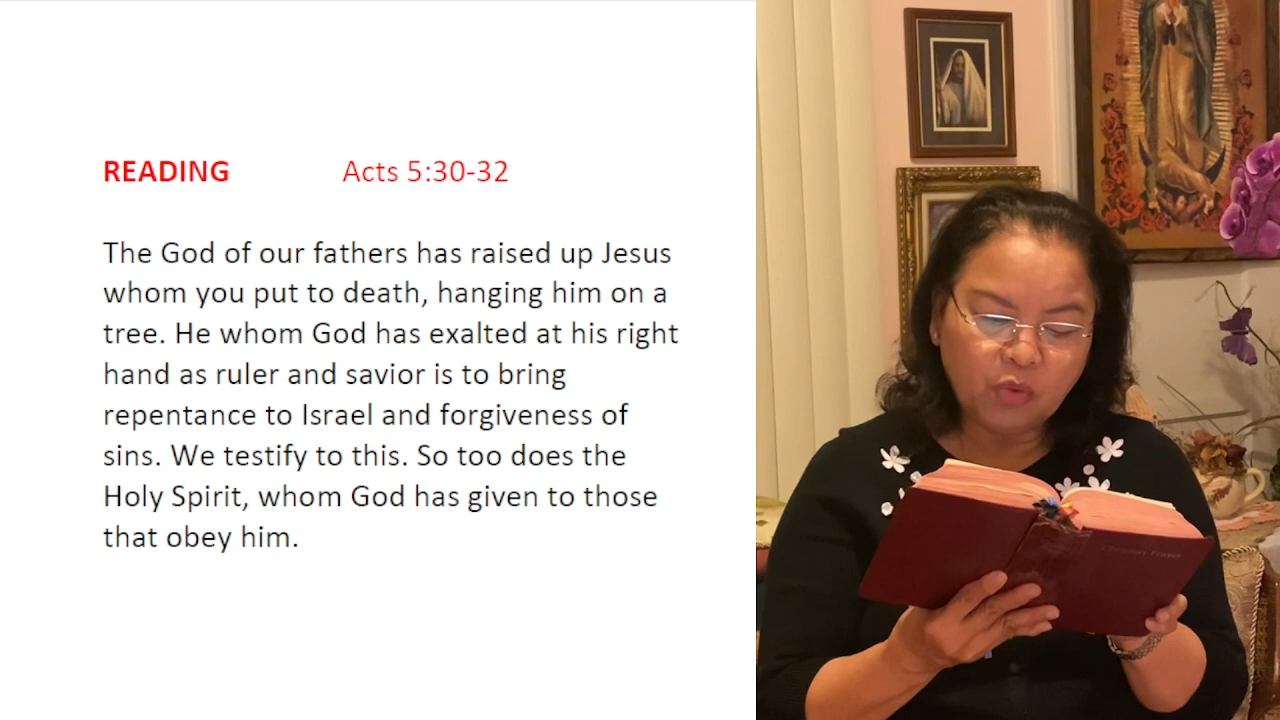 READING Acts 5:30-32
The God of our fathers has raised up Jesus
whom you put to death, hanging him on a
tree. He whom God has exalted at his right
hand as ruler and savior is to bring
repentance to Israel and forgiveness of
sins. We testify to this. So too does the
Holy Spirit, whom God has given to those
that obey him.
Christian Prayer